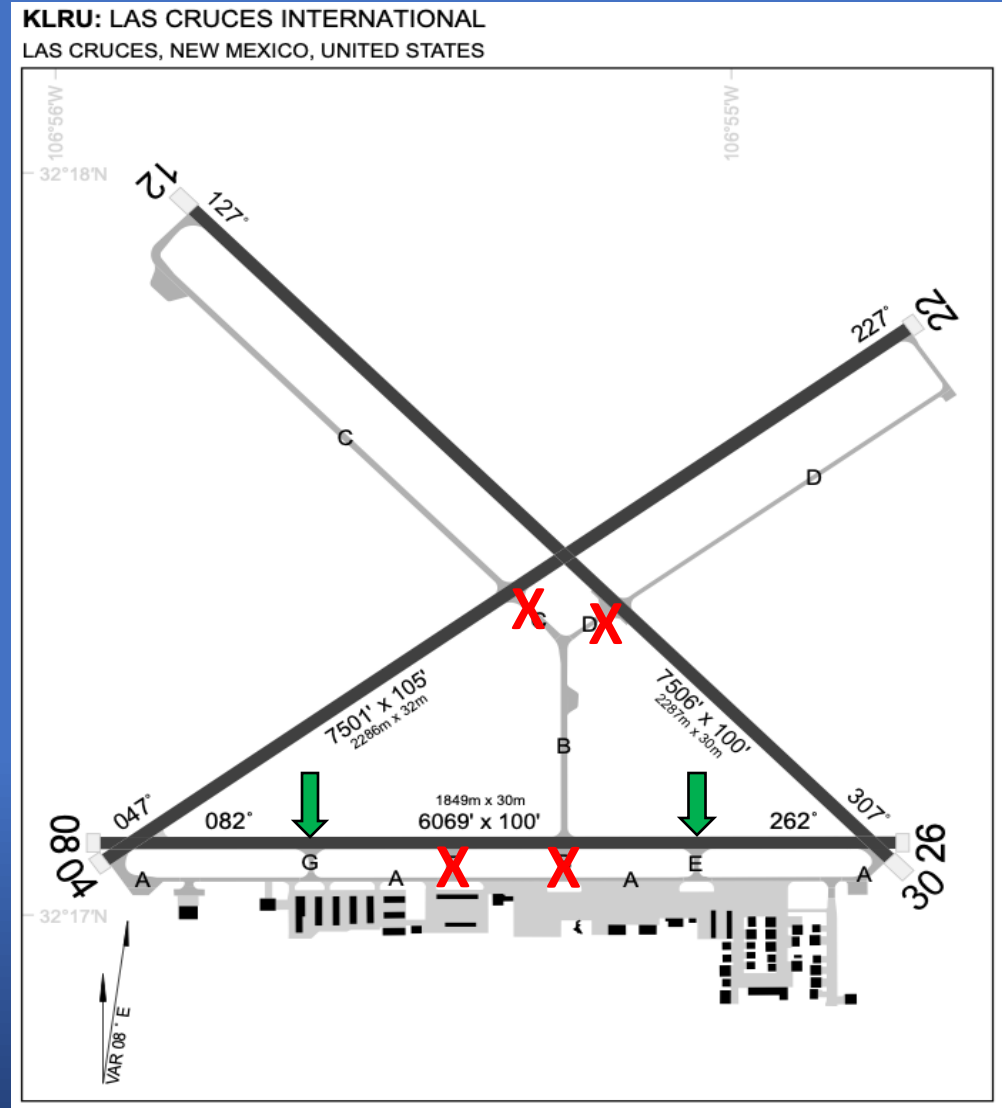 KLRU: LAS CRUCES INTERNATIONAL
LAS CRUCES, NEW MEXICO, UNITED STATES
106°56'W
106°55'W
32°18'N
12
127°
22
227°
C
D
C
D
7501' x 105'
2286m x 32m
7506' x 100'
2287m x 30m
B
1849m x 30m
6069' x 100'
047°
082°
262°
307°
08
04
26
30
G
E
A
A
A
A
32°17'N
VAR 08° E